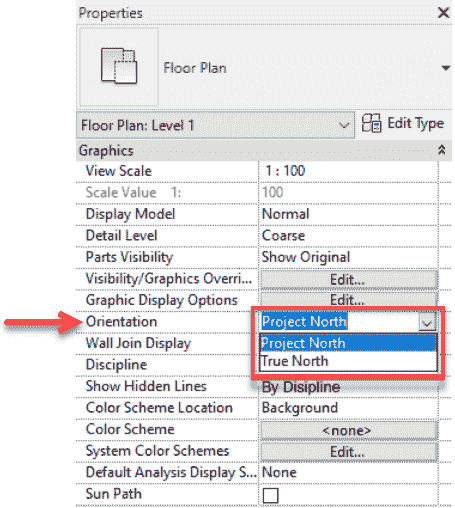 Properties
Floor Plan
Floor Plan: Level 1 Edit Type
Graphics
View Scale 1 : 100
Scale Value 1: 100
Display Model Normal
Detail Level Coarse
Parts Visibility Show Original
Visibility/Graphics Overri... Edit...
Graphic Display Options Edit...
Orientation Project North
Wall Join Display Project North
Discipline True North
Show Hidden Lines By Disipline
Color Scheme Location Background
Color Scheme <none>
System Color Schemes Edit...
Default Analysis Display S... None
Sun Path